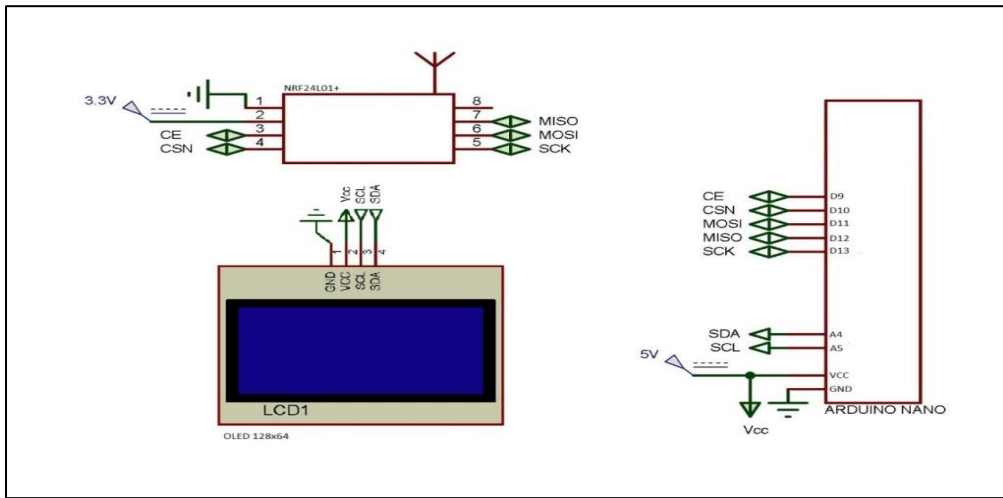 NRF24L01+
3.3V
1
2
CE
3
CSN
4
8
7
MISO
6
MOSI
5
SCK
Vcc
SCL
SDA
1
2
3
4
GND
VCC
SCL
SDA
LCD1
OLED 128x64
CE
D9
CSN
D10
MOSI
D11
MISO
D12
SCK
D13
SDA
A4
SCL
A5
5V
VCC
GND
Vcc
ARDUINO NANO